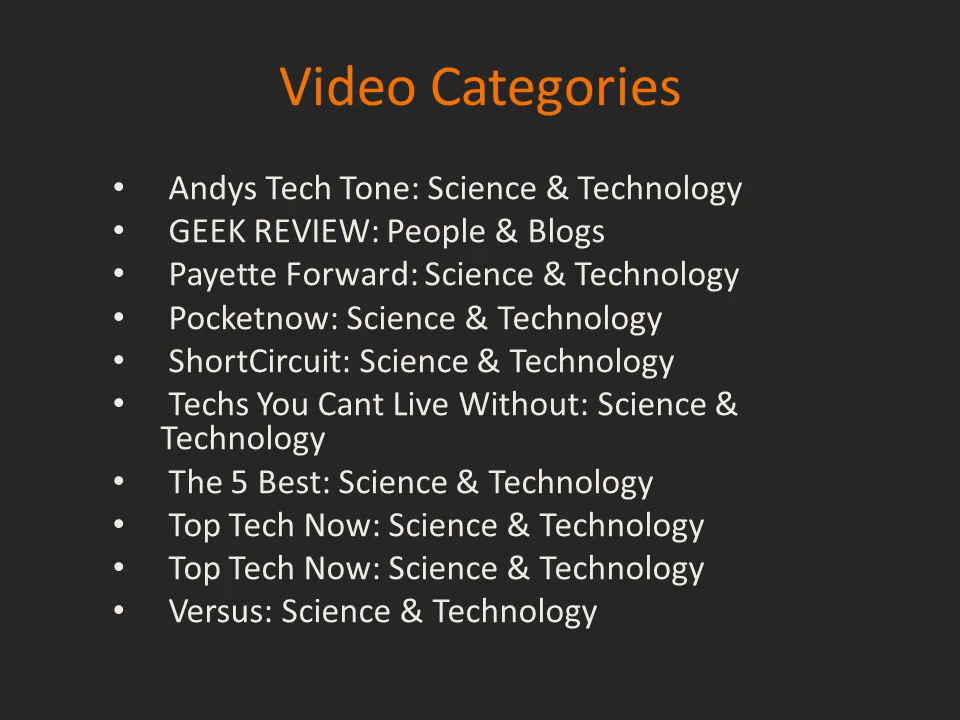 Video Categories
• Andys Tech Tone: Science & Technology
• GEEK REVIEW: People & Blogs
• Payette Forward: Science & Technology
• Pocketnow: Science & Technology
• ShortCircuit: Science & Technology
• Techs You Cant Live Without: Science &
Technology
• The 5 Best: Science & Technology
• Top Tech Now: Science & Technology
• Top Tech Now: Science & Technology
• Versus: Science & Technology